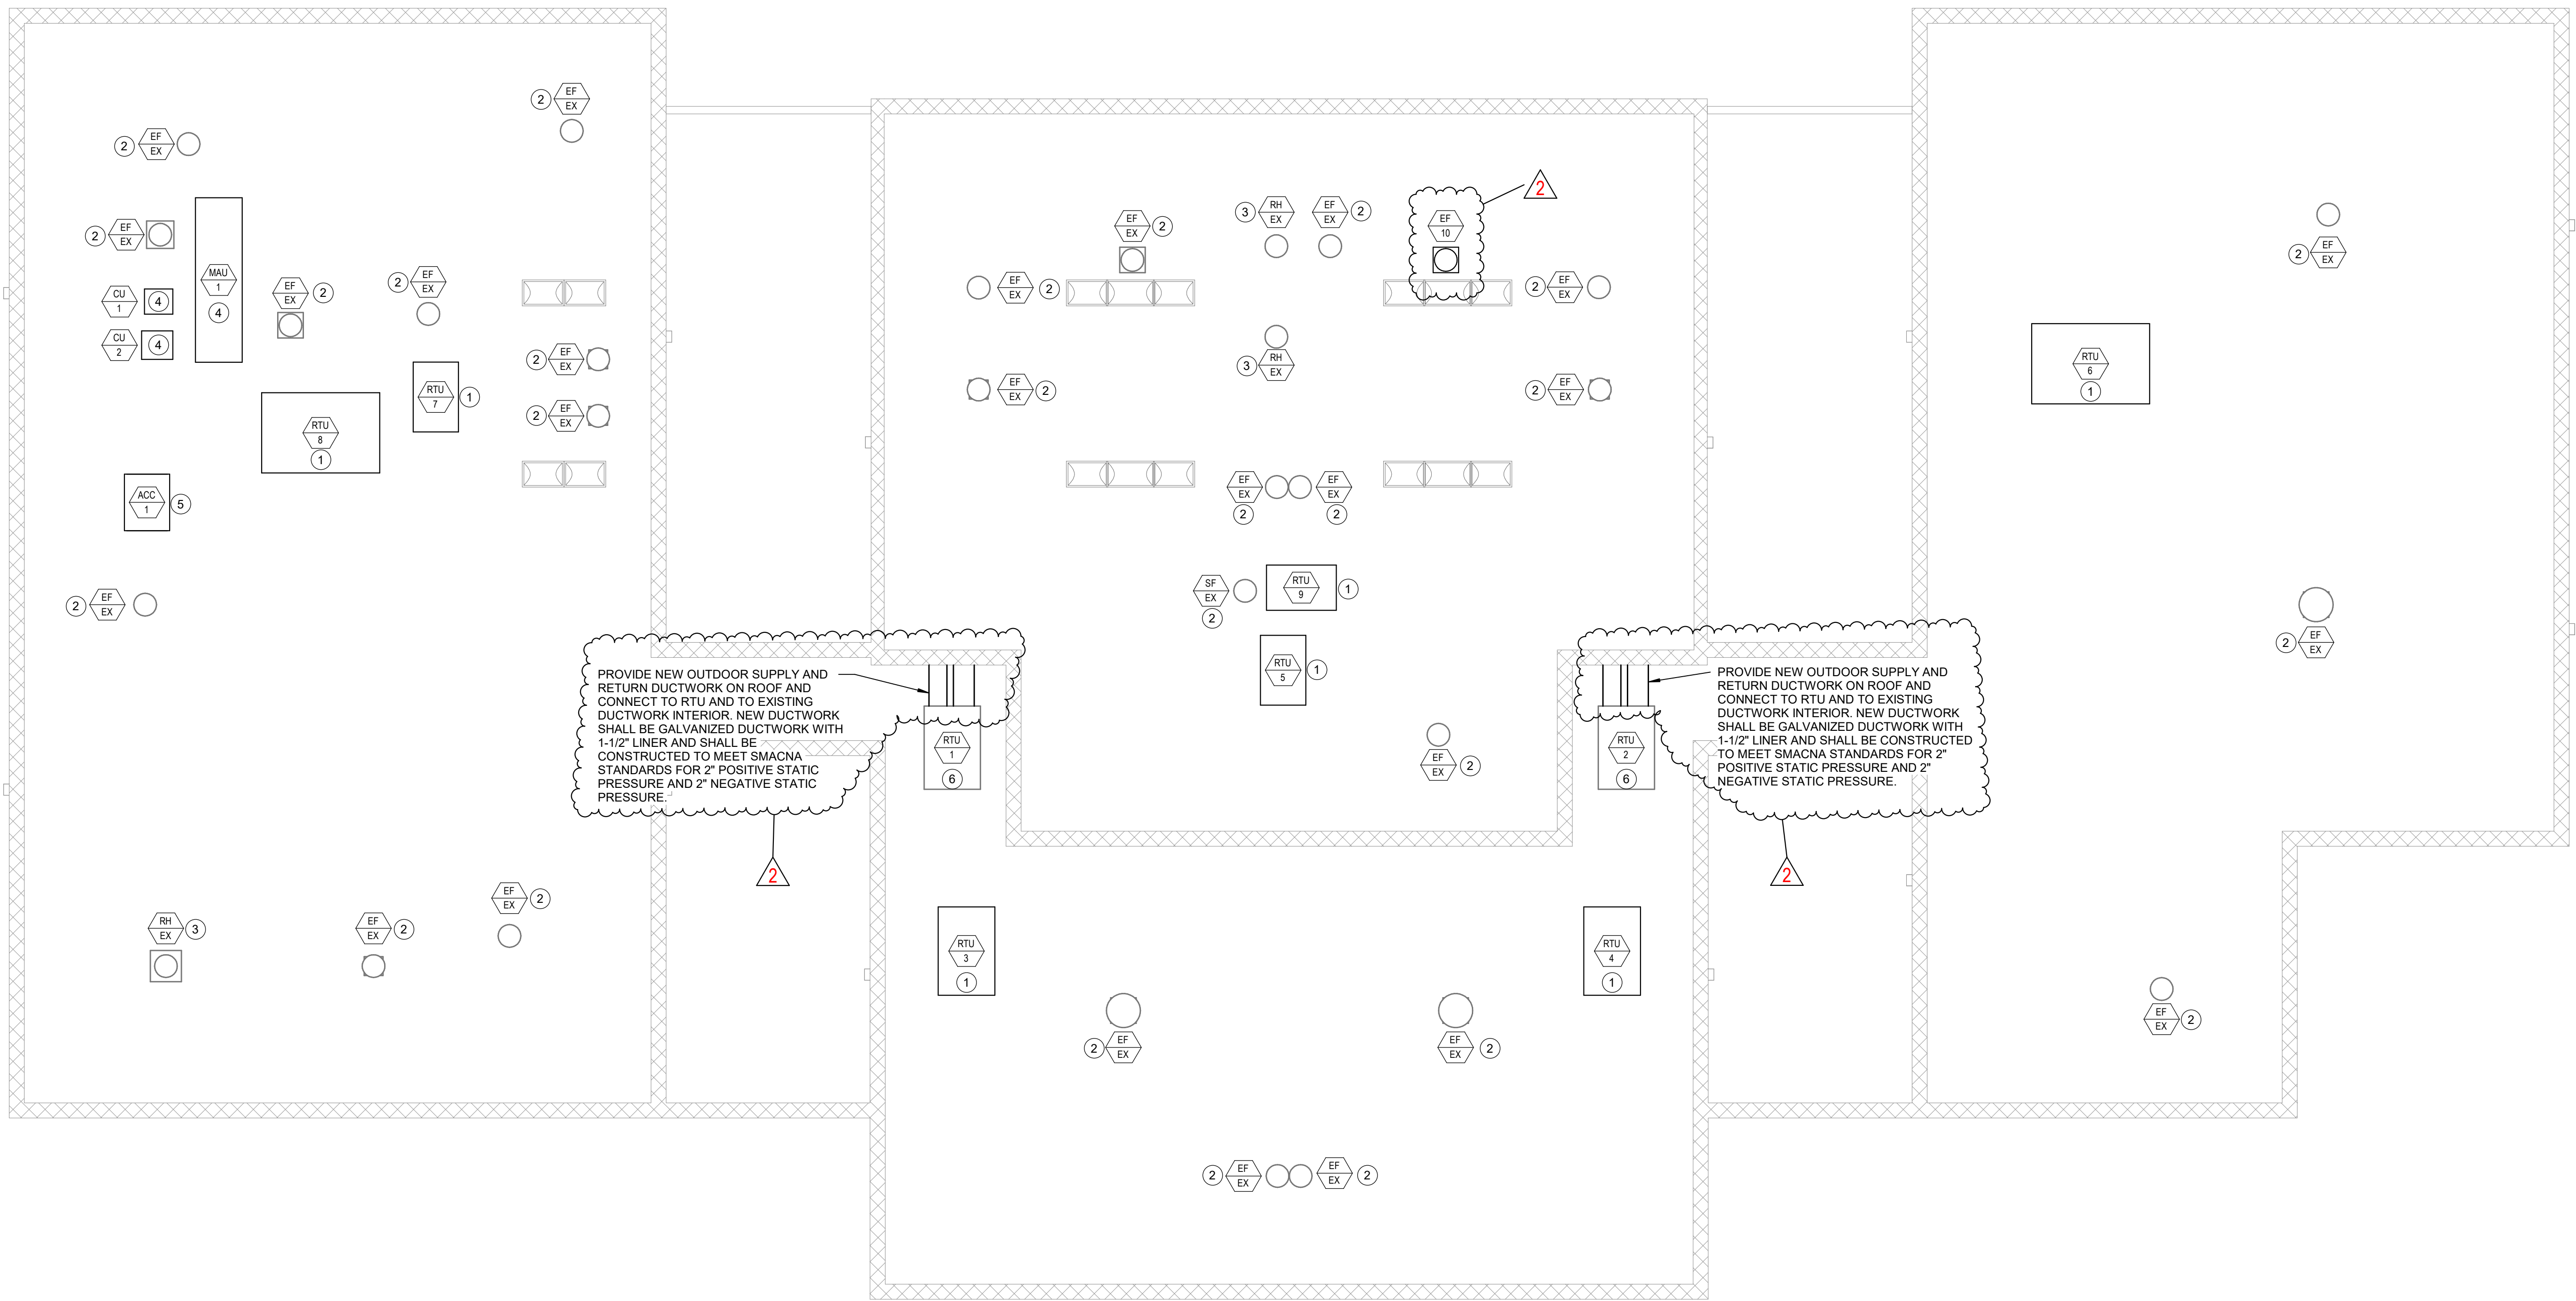 EF
EX
2
2
EF
EX
2
EF
EX
MAU
1
4
CU
1
4
CU
2
4
EF
EX
2
2
EF
EX
2
EF
EX
2
EF
EX
RTU
7
1
RTU
8
1
ACC
1
5
2
EF
EX
RH
EX
3
EF
EX
2
EF
EX
2
PROVIDE NEW OUTDOOR SUPPLY AND
RETURN DUCTWORK ON ROOF AND
CONNECT TO RTU AND TO EXISTING
DUCTWORK INTERIOR. NEW DUCTWORK
SHALL BE GALVANIZED DUCTWORK WITH
1-1/2" LINER AND SHALL BE
CONSTRUCTED TO MEET SMACNA
STANDARDS FOR 2" POSITIVE STATIC
PRESSURE AND 2" NEGATIVE STATIC
PRESSURE.
2
EF
EX
2
3
RH
EX
EF
EX
2
EF
10
2
EF
EX
2
2
EF
EX
3
RH
EX
EF
EX
2
2
EF
EX
EF
EX
2
EF
EX
2
SF
EX
2
RTU
9
1
RTU
5
1
RTU
1
6
EF
EX
2
RTU
2
6
PROVIDE NEW OUTDOOR SUPPLY AND
RETURN DUCTWORK ON ROOF AND
CONNECT TO RTU AND TO EXISTING
DUCTWORK INTERIOR. NEW DUCTWORK
SHALL BE GALVANIZED DUCTWORK WITH
1-1/2" LINER AND SHALL BE CONSTRUCTED
TO MEET SMACNA STANDARDS FOR 2"
POSITIVE STATIC PRESSURE AND 2"
NEGATIVE STATIC PRESSURE.
2
RTU
3
1
RTU
4
1
2
EF
EX
EF
EX
2
2
EF
EX
EF
EX
2
2
EF
EX
RTU
6
1
2
EF
EX
EF
EX
2